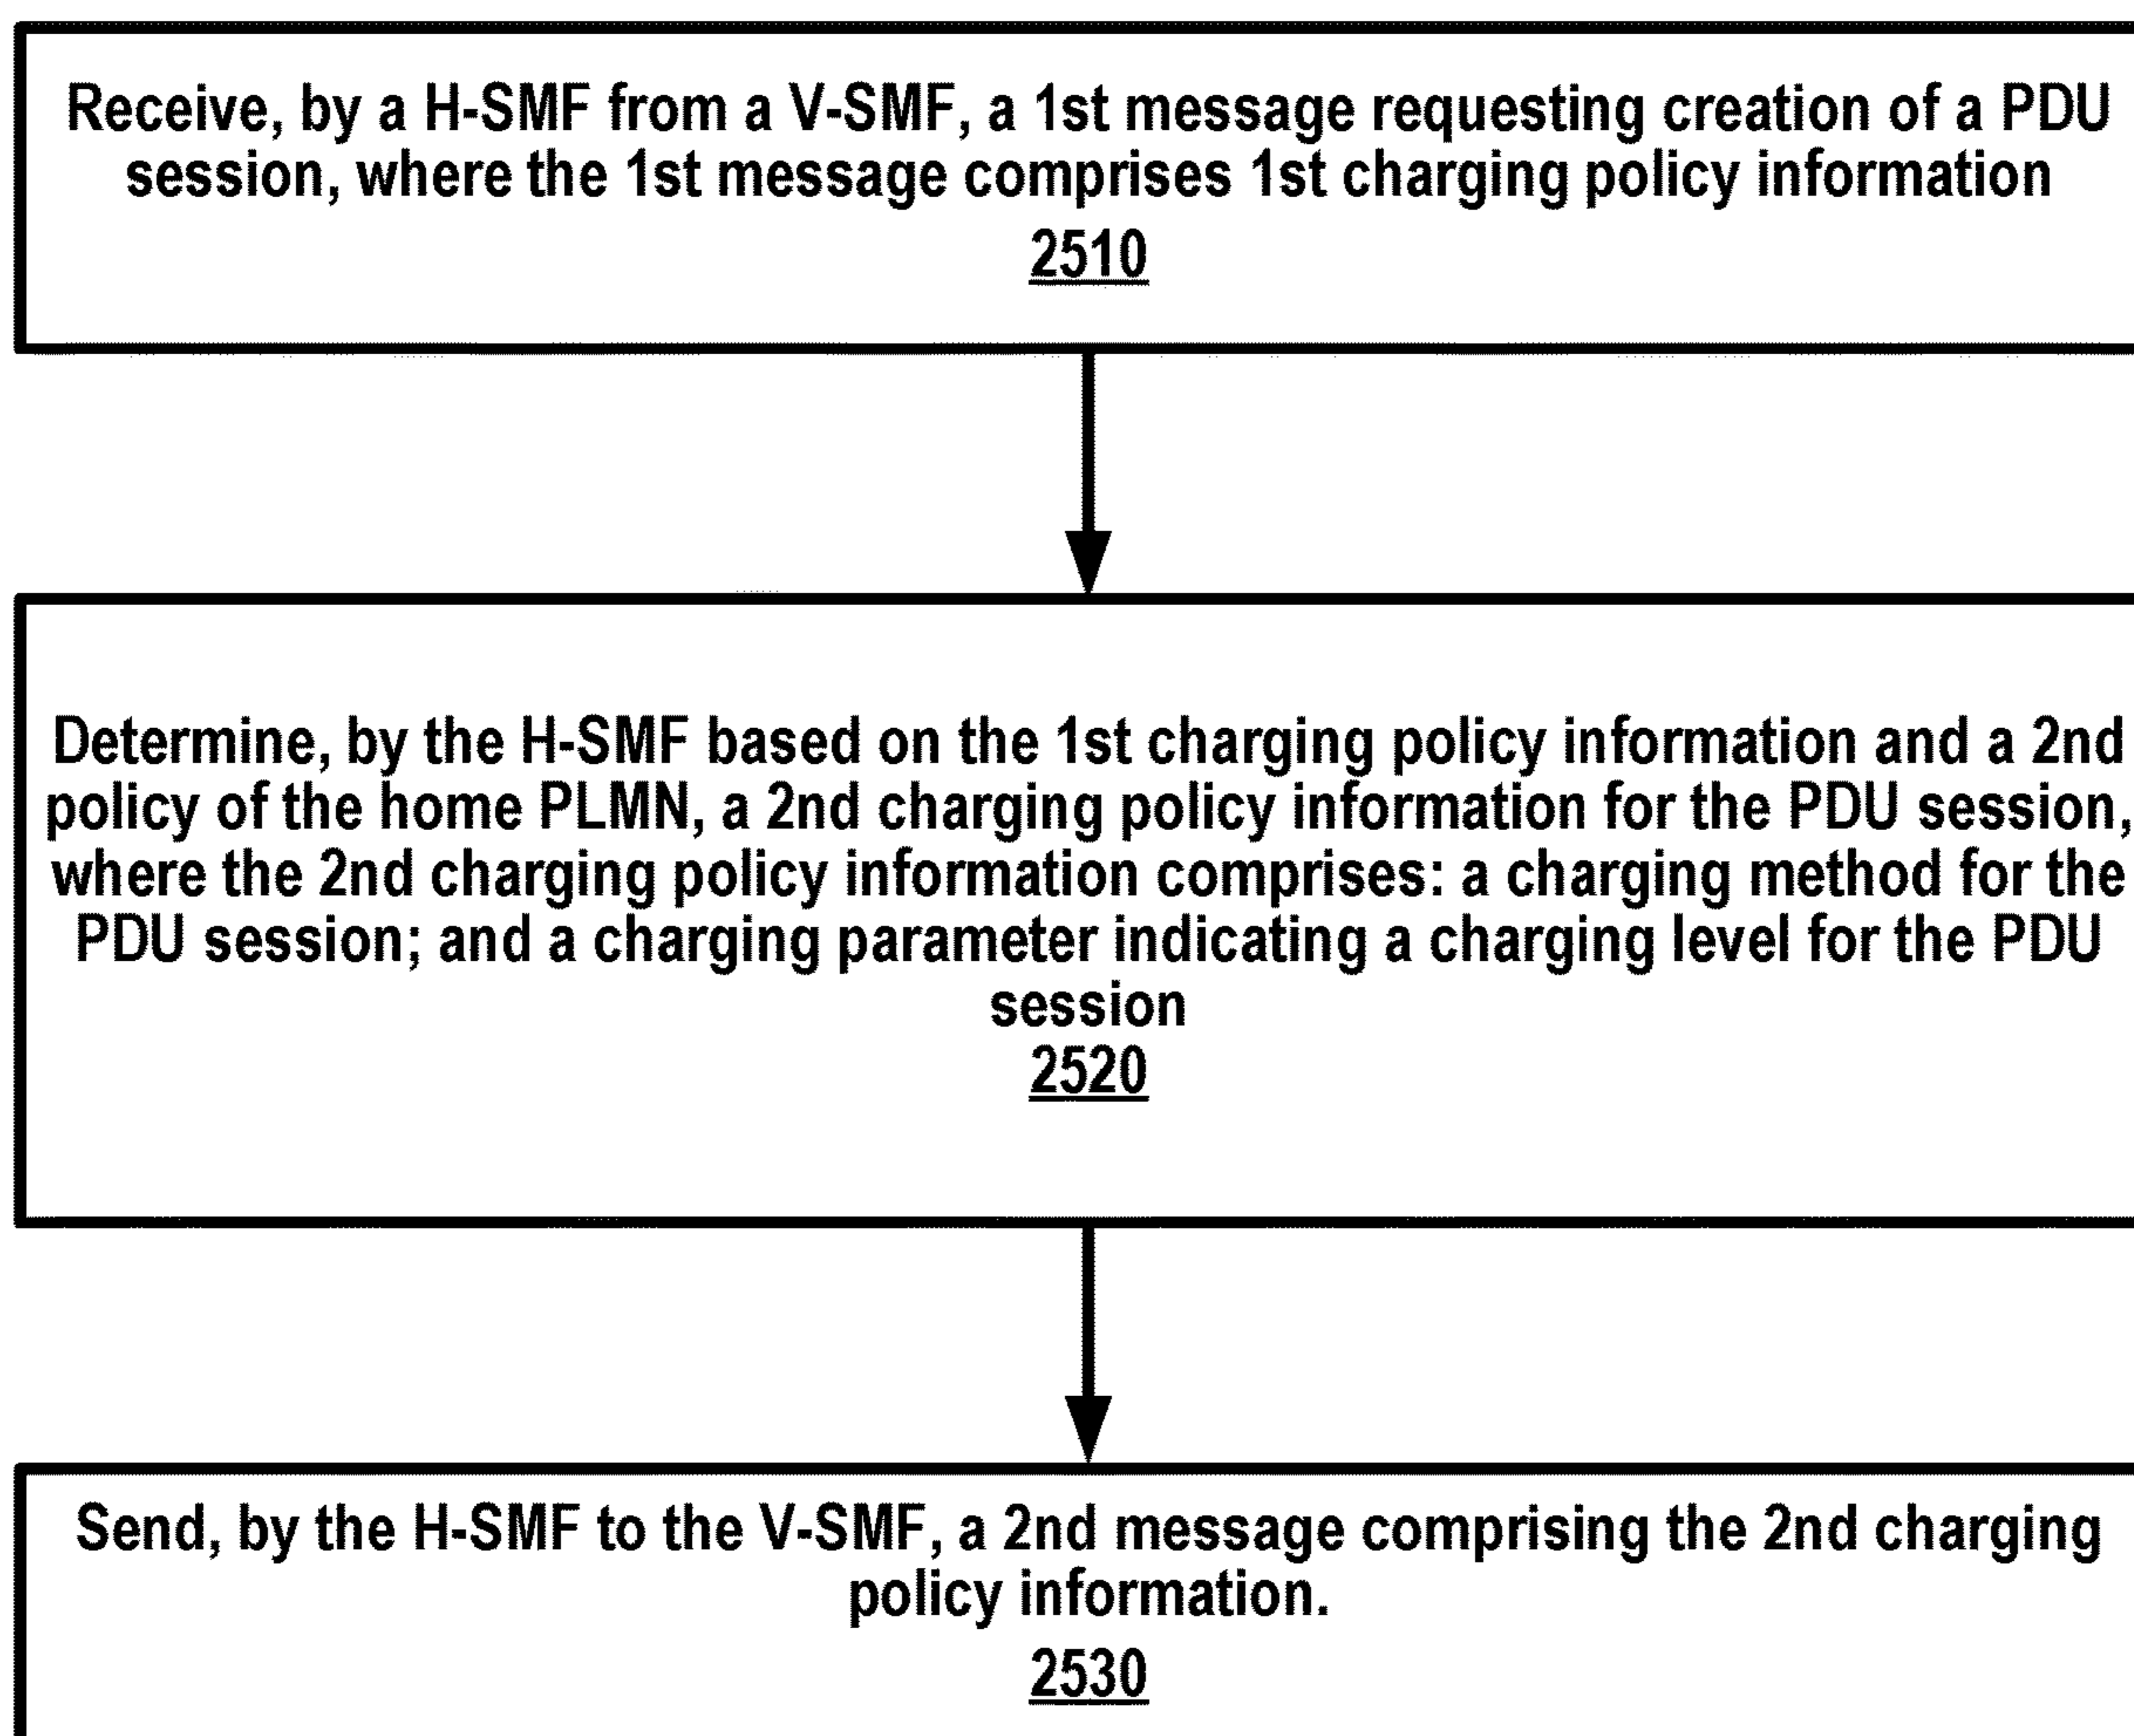 Receive, by a H-SMF from a V-SMF, a 1st message requesting creation of a PDU
session, where the 1st message comprises 1st charging policy information
2510
Determine, by the H-SMF based on the 1st charging policy information and a 2nd
policy of the home PLMN, a 2nd charging policy information for the PDU session,
where the 2nd charging policy information comprises: a charging method for the
PDU session; and a charging parameter indicating a charging level for the PDU
session
2520
Send, by the H-SMF to the V-SMF, a 2nd message comprising the 2nd charging
policy information.
2530